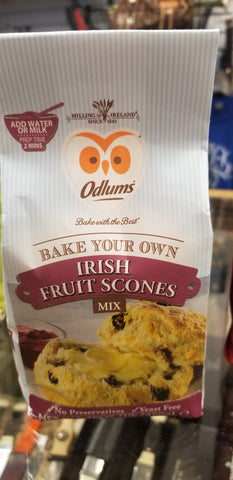 MILLING IN IRELAND
SINCE 1845
ADD WATER
OR MILK
PREP TIME
2 MINS
Odlums
Bake with the Best
BAKE YOUR OWN
IRISH
FRUIT SCONES
MIX
No Preservatives
Yeast Free